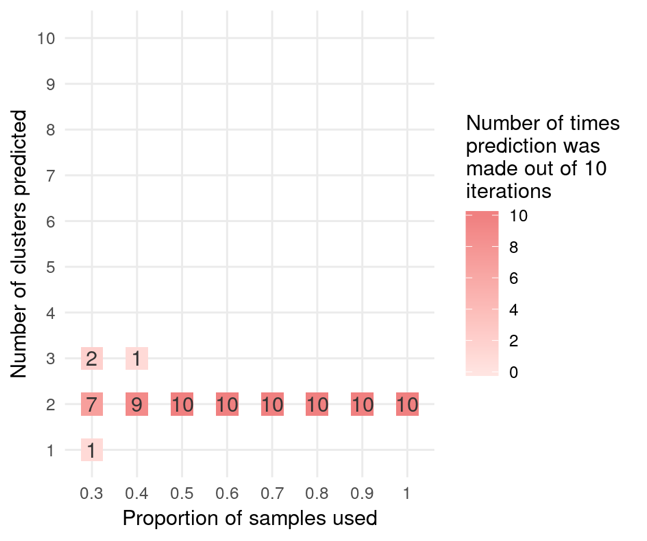 10
9
8
7
6
5
4
3
2
1
Number of clusters predicted
2 1
7 9 10 10 10 10 10 10
1
0.3 0.4 0.5 0.6 0.7 0.8 0.9 1
Proportion of samples used
Number of times
prediction was
made out of 10
iterations
10
8
6
4
2
0